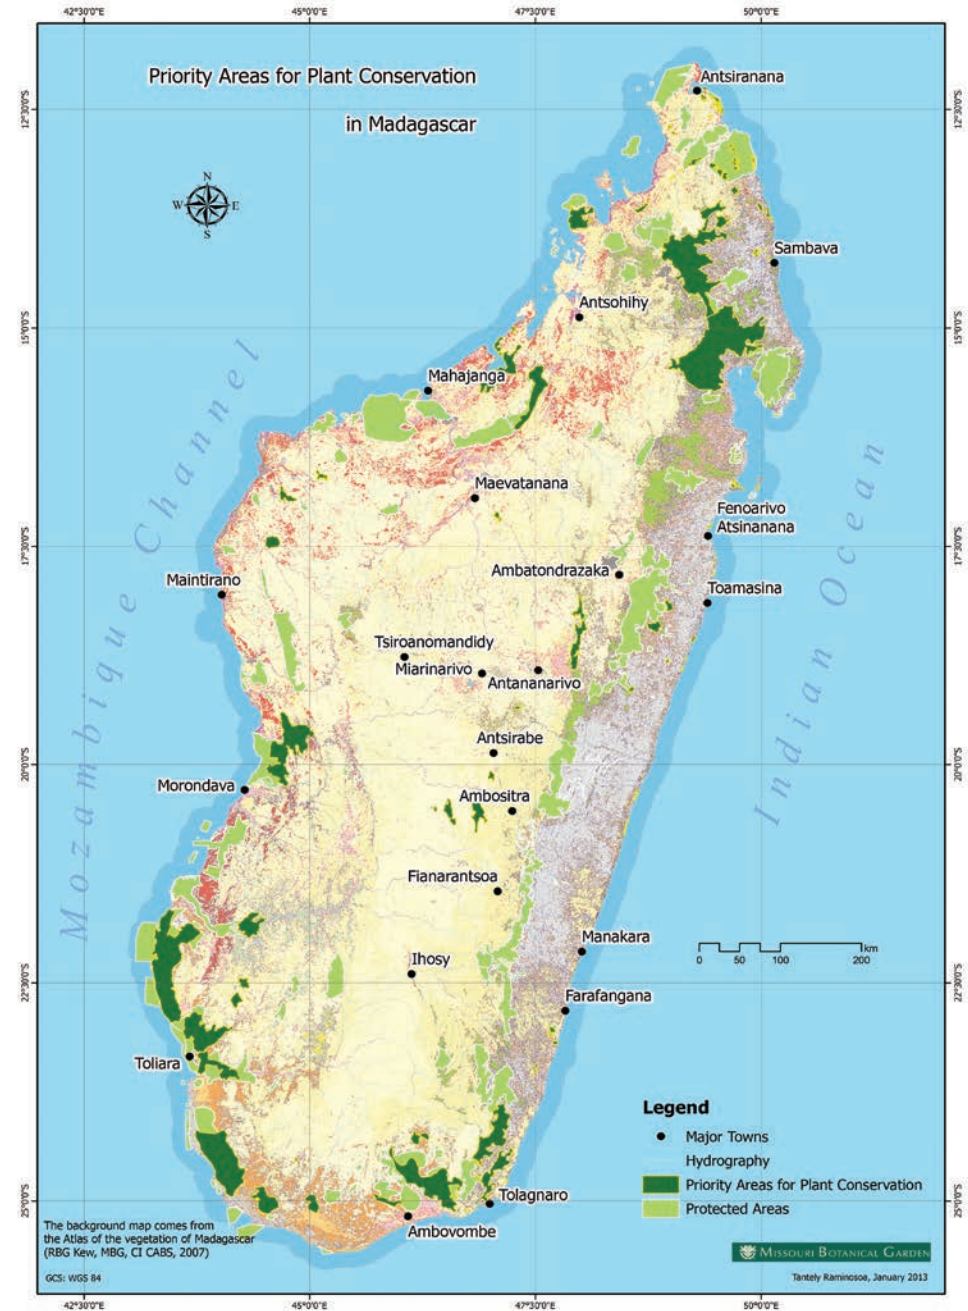 42°30'0"E
45°0'0"E
47°30'0"E
50°0'0"E
Priority Areas for Plant Conservation
in Madagascar
N
W
E
S
12°30'0"S
12°30'0"S
15°0'0"S
15°0'0"S
17°30'0"S
17°30'0"S
20°0'0"S
20°0'0"S
22°30'0"S
22°30'0"S
25°0'0"S
25°0'0"S
Antsiranana
Sambava
Antsohihy
Mahajanga
Mozambique Channel
Maevatanana
Fenoarivo
Atsinanana
Indian Ocean
Ambatondrazaka
Maintirano
Toamasina
Tsiroanomandidy
Miarinarivo
Antananarivo
Antsirabe
Morondava
Ambositra
Fianarantsoa
Manakara
Ihosy
km
0 50 100 200
Farafangana
Toliara
Legend
Major Towns
Hydrography
Priority Areas for Plant Conservation
Protected Areas
Tolagnaro
Ambovombe
The background map comes from
the Atlas of the vegetation of Madagascar
(RBG Kew, MBG, CI CABS, 2007)
MISSOURI BOTANICAL GARDEN
GCS: WGS 84
Tantely Raminosoa, January 2013
42°30'0"E
45°0'0"E
47°30'0"E
50°0'0"E